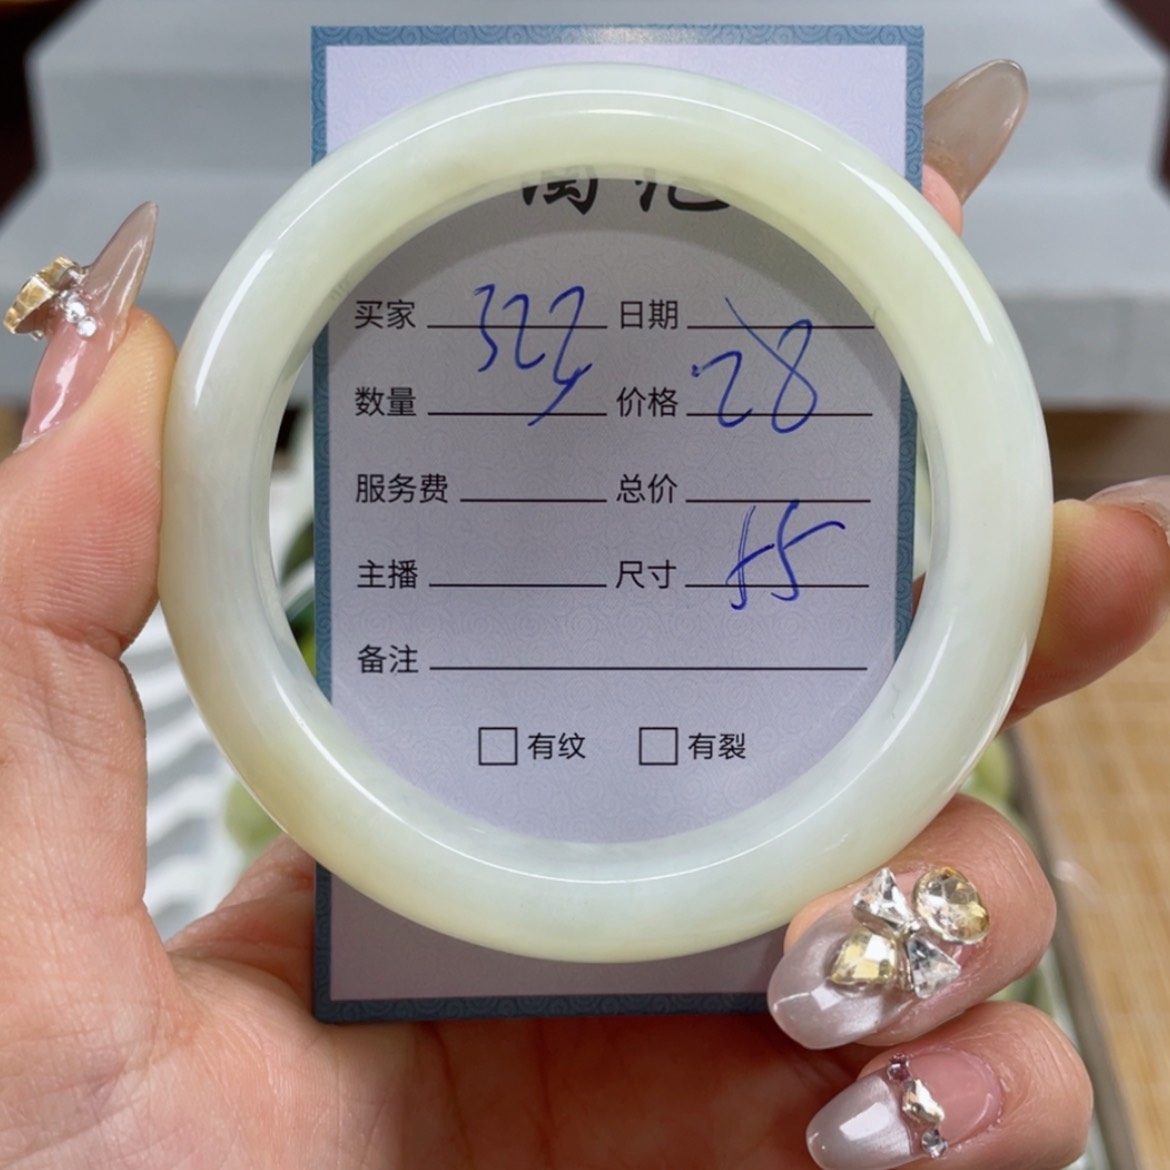 买家 322 日期
数量 价格 28
服务费 总价
主播 尺寸 55
备注
□有纹 □有裂